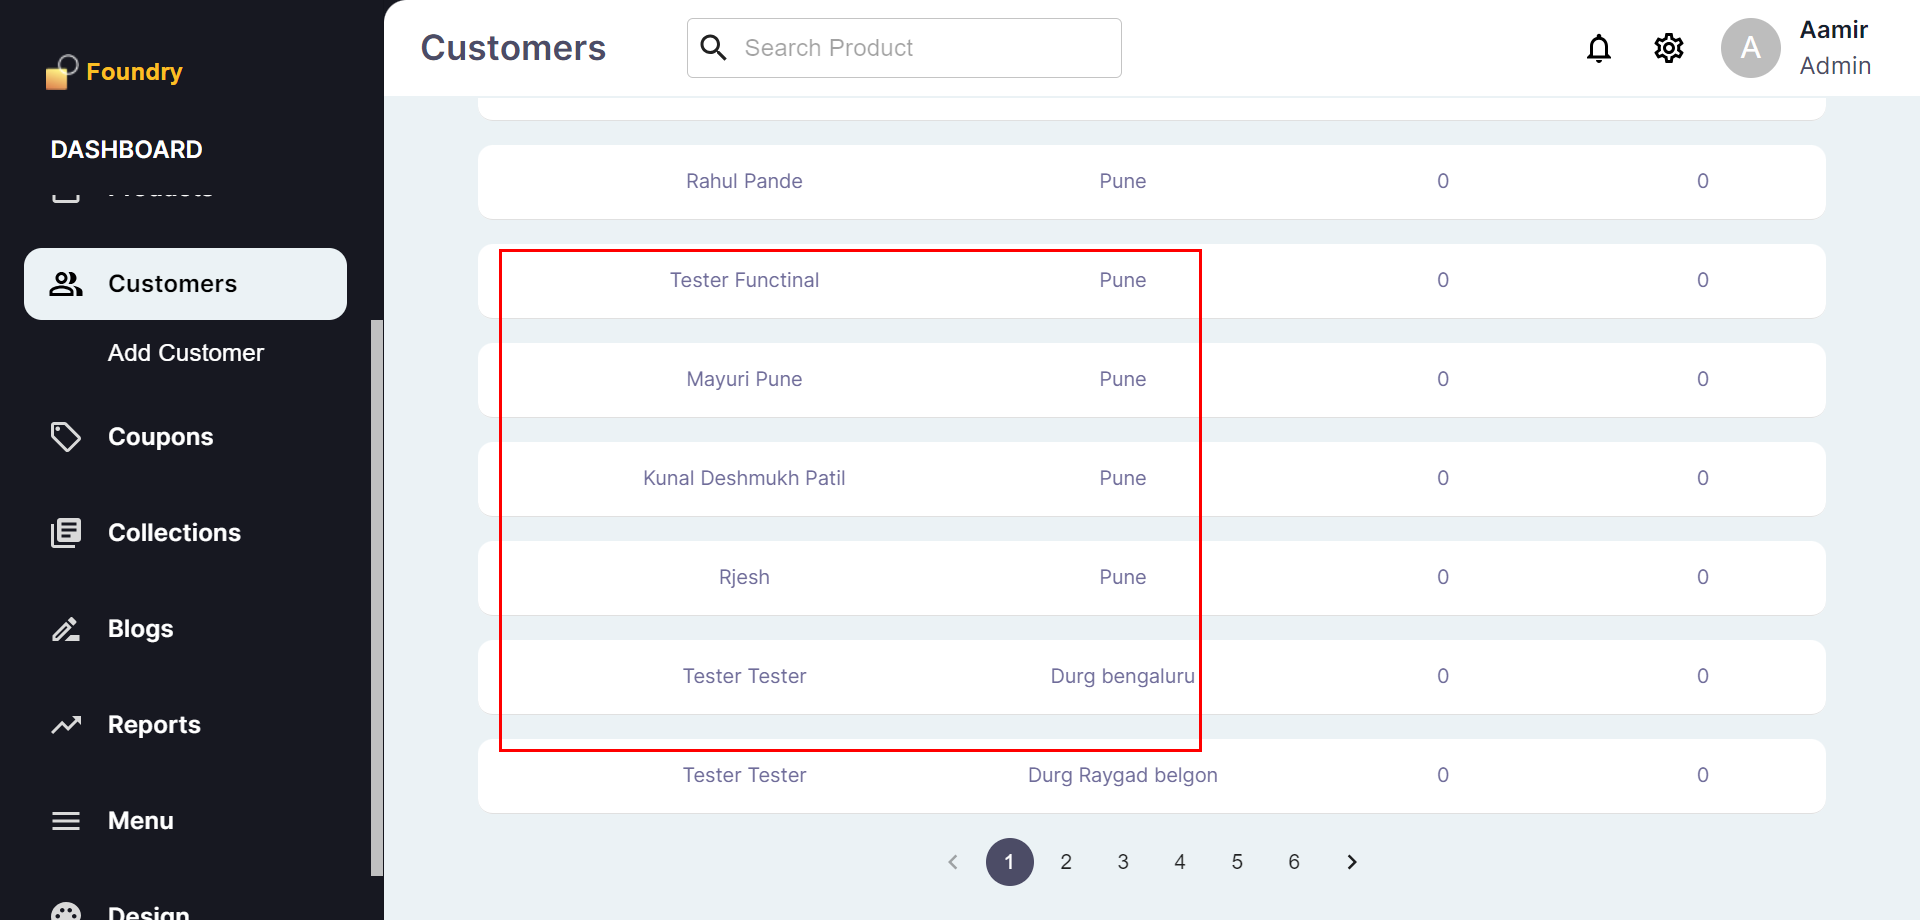 Foundry
DASHBOARD
Products
Customers
Add Customer
Coupons
Collections
Blogs
Reports
Menu
Design
Customers
Search Product
A
Aamir
Admin
Rahul Pande Pune 0 0
Tester Functinal Pune 0 0
Mayuri Pune Pune 0 0
Kunal Deshmukh Patil Pune 0 0
Rjesh Pune 0 0
Tester Tester Durg bengaluru 0 0
Tester Tester Durg Raygad belgon 0 0
1 2 3 4 5 6